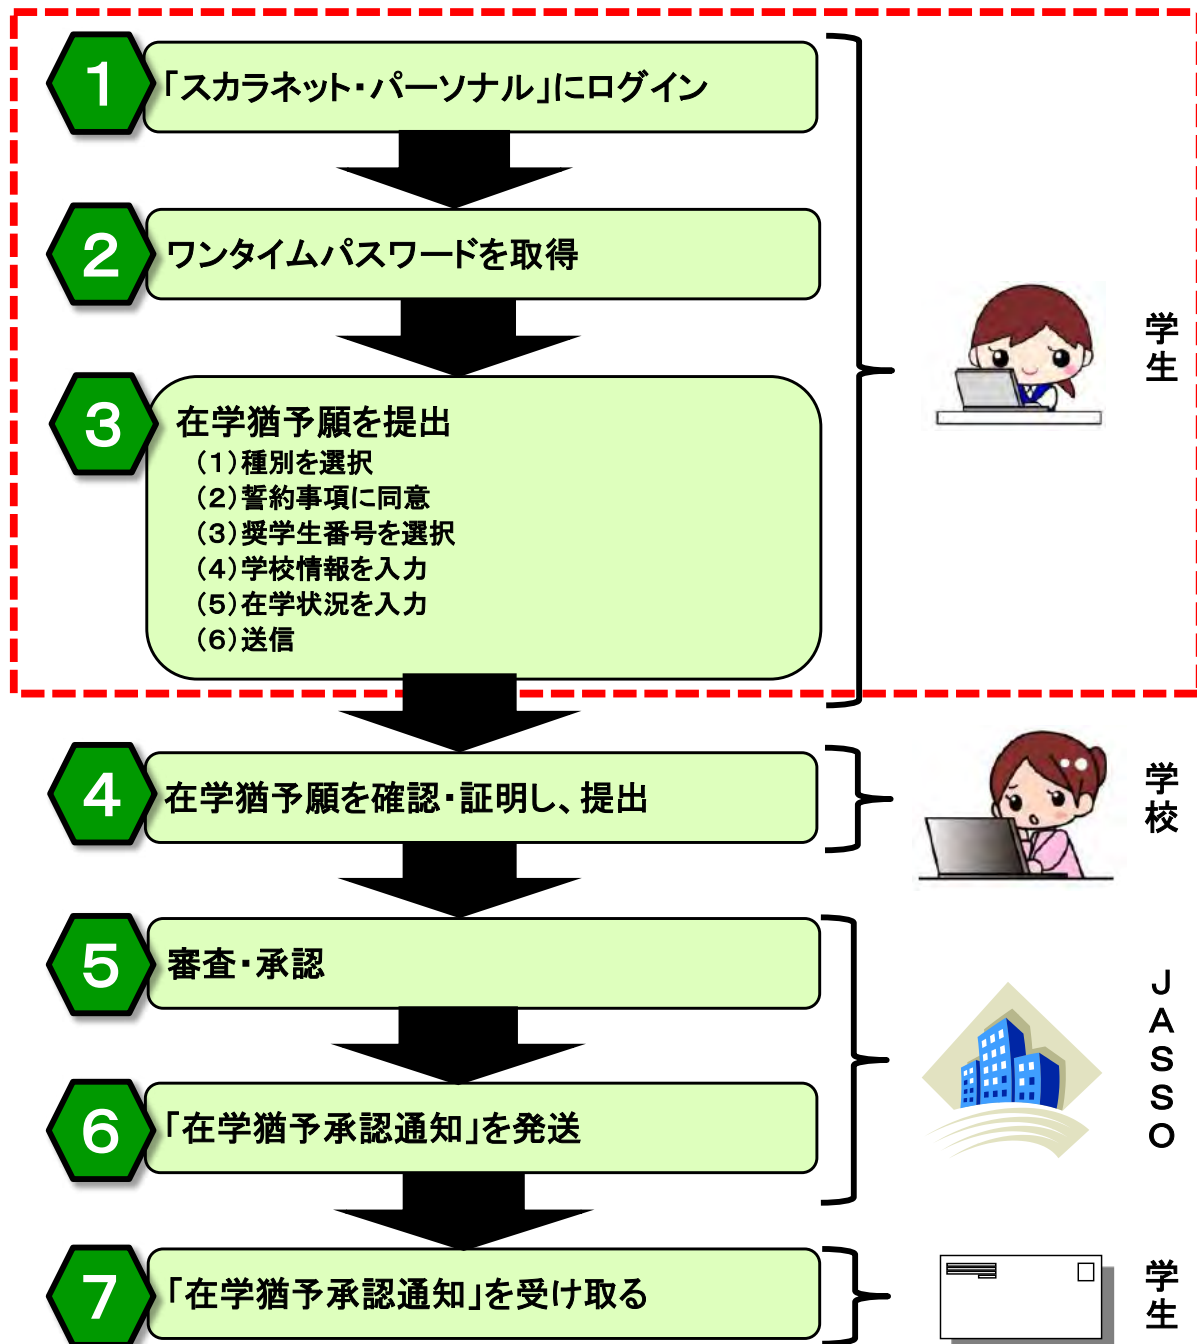 1
「スカラネット・パーソナル」にログイン
2
ワンタイムパスワードを取得
3
在学猶予願を提出
(1)種別を選択
(2)誓約事項に同意
(3)奨学生番号を選択
(4)学校情報を入力
(5)在学状況を入力
(6)送信
学生
4
在学猶予願を確認・証明し、提出
学校
5
審査・承認
6
「在学猶予承認通知」を発送
JASSO
7
「在学猶予承認通知」を受け取る
学生